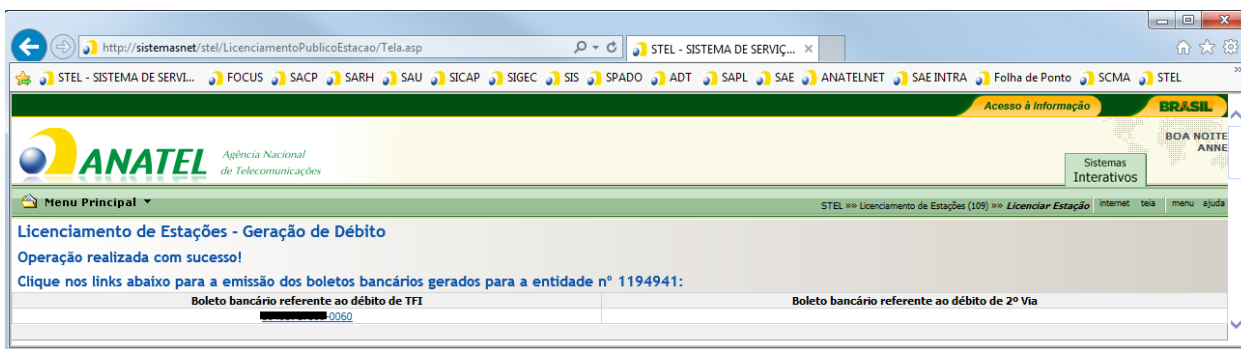 http://sistemasnet/stel/LicenciamentoPublicoEstacao/Tela.asp
STEL - SISTEMA DE SERVIÇ...
STEL - SISTEMA DE SERVI... FOCUS SACP SARH SAU SICAP SIGEC SIS SPADO ADT SAPL SAE ANATELNET SAE INTRA Folha de Ponto SCMA STEL
Acesso à Informação BRASIL
BOA NOITE
ANNE
ANATEL
Agência Nacional
de Telecomunicações
Sistemas
Interativos
Menu Principal
STEL »» Licenciamento de Estações (109) »» Licenciar Estação internet teia menu ajuda
Licenciamento de Estações - Geração de Débito
Operação realizada com sucesso!
Clique nos links abaixo para a emissão dos boletos bancários gerados para a entidade nº 1194941:
Boleto bancário referente ao débito de TFI Boleto bancário referente ao débito de 2º Via
-0060